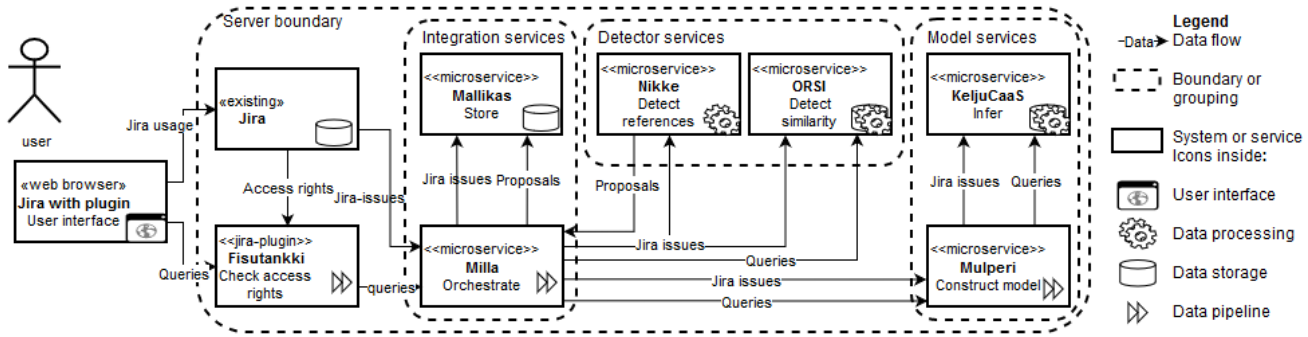 Server boundary
Integration services
Detector services
Model services
Legend
Data
Data flow
Boundary or
grouping
System or service
Icons inside:
User interface
Data processing
Data storage
Data pipeline
user
«web browser»
Jira with plugin
User interface
Jira usage
Queries
«existing»
Jira
Access rights
Jira-issues
<<jira-plugin>>
Fisutankki
Check access
rights
queries
<<microservice>>
Mallikas
Store
Jira issues
Proposals
<<microservice>>
Milla
Orchestrate
<<microservice>>
Nikke
Detect
references
<<microservice>>
ORSI
Detect
similarity
Proposals
Jira issues
Queries
Jira issues
Queries
<<microservice>>
KeljuCaaS
Infer
Jira issues
Queries
<<microservice>>
Mulperi
Construct model